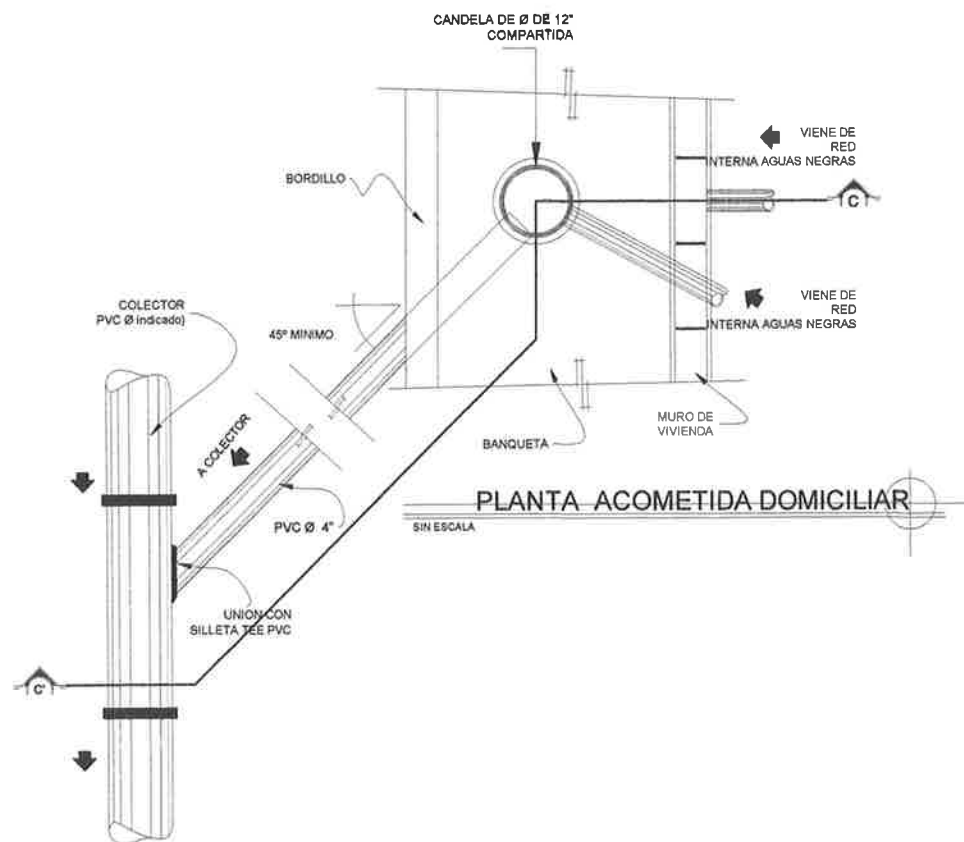 CANDELA DE Ø DE 12"
COMPARTIDA
VIENE DE
RED
INTERNA AGUAS NEGRAS
BORDILLO
C
COLECTOR
PVC Ø indicado)
45º MINIMO
VIENE DE
RED
INTERNA AGUAS NEGRAS
MURO DE
VIVIENDA
BANQUETA
A COLECTOR
PLANTA ACOMETIDA DOMICILIAR
SIN ESCALA
PVC Ø 4"
UNION CON
SILLETA TEE PVC
C'